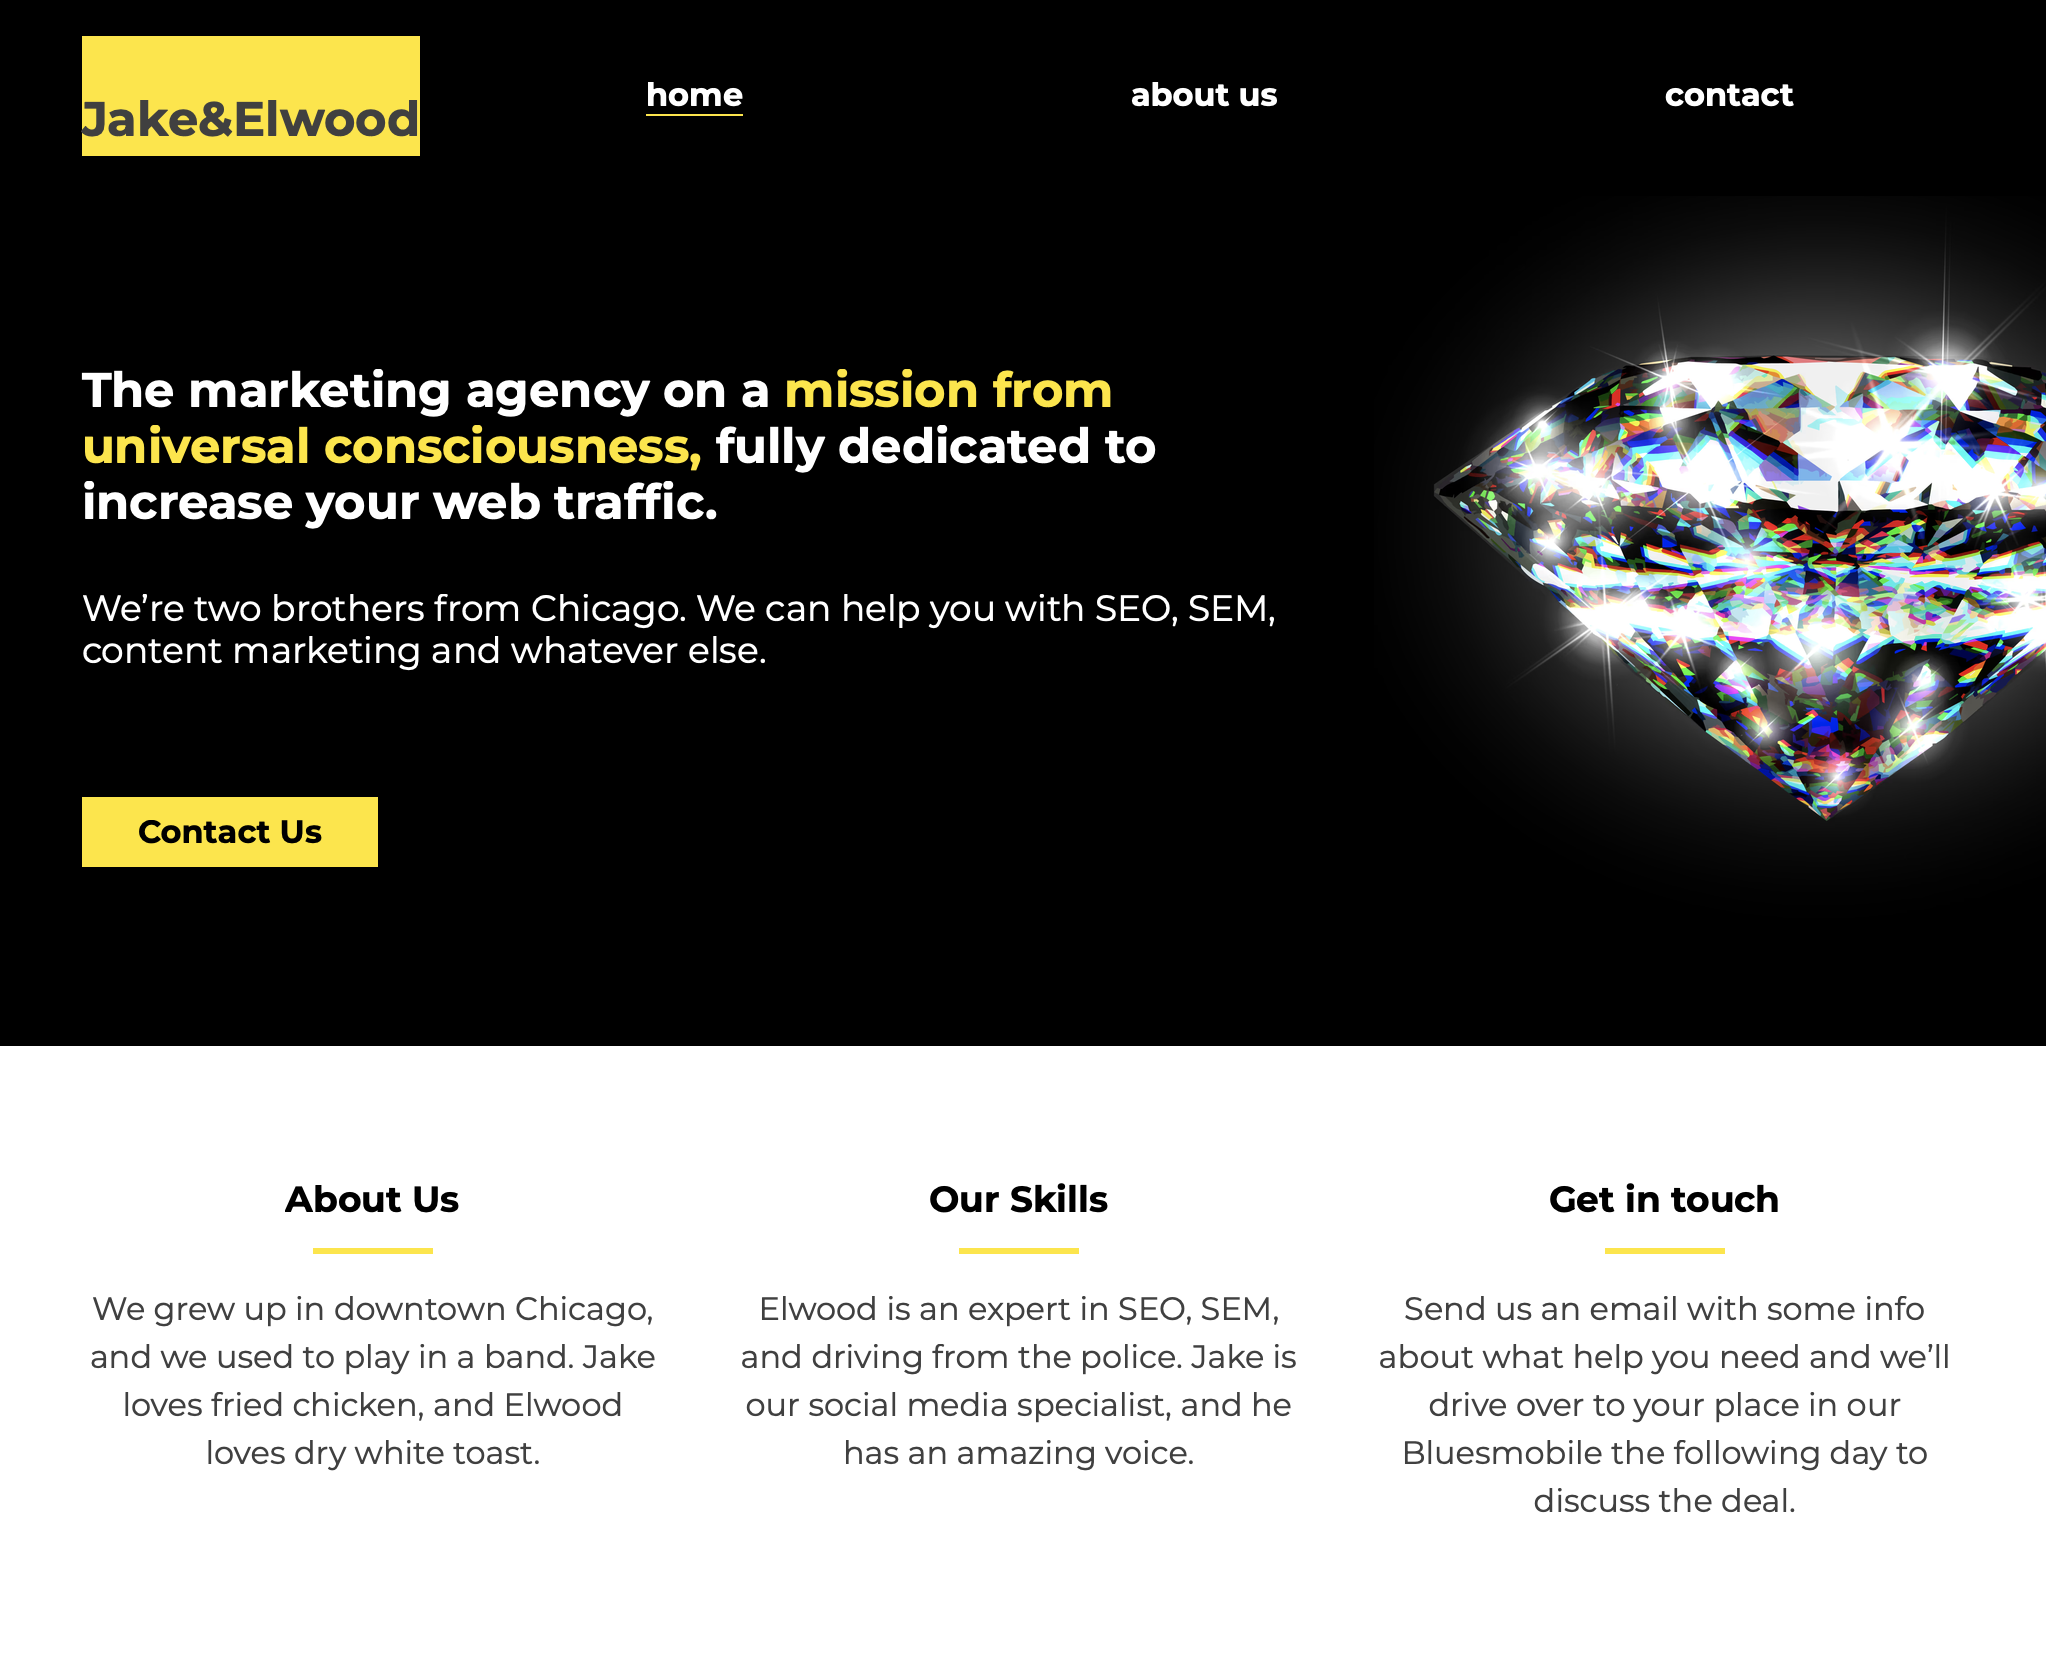 Jake&Elwood
home
about us
contact
The marketing agency on a mission from
universal consciousness, fully dedicated to
increase your web traffic.
We’re two brothers from Chicago. We can help you with SEO, SEM,
content marketing and whatever else.
Contact Us
About Us
We grew up in downtown Chicago,
and we used to play in a band. Jake
loves fried chicken, and Elwood
loves dry white toast.
Our Skills
Elwood is an expert in SEO, SEM,
and driving from the police. Jake is
our social media specialist, and he
has an amazing voice.
Get in touch
Send us an email with some info
about what help you need and we’ll
drive over to your place in our
Bluesmobile the following day to
discuss the deal.